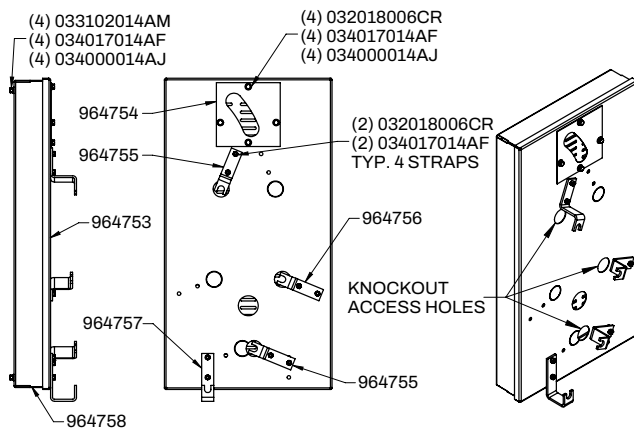 (4) 033102014AM
(4) 034017014AF
(4) 034000014AJ
(4) 032018006CR
(4) 034017014AF
(4) 034000014AJ
964754
964755
(2) 032018006CR
(2) 034017014AF
TYP. 4 STRAPS
964753
964756
KNOCKOUT
ACCESS HOLES
964757
964755
964758